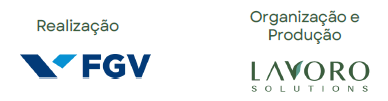 Realização
FGV
Organização e
Produção
LAVORO
SOLUTIONS